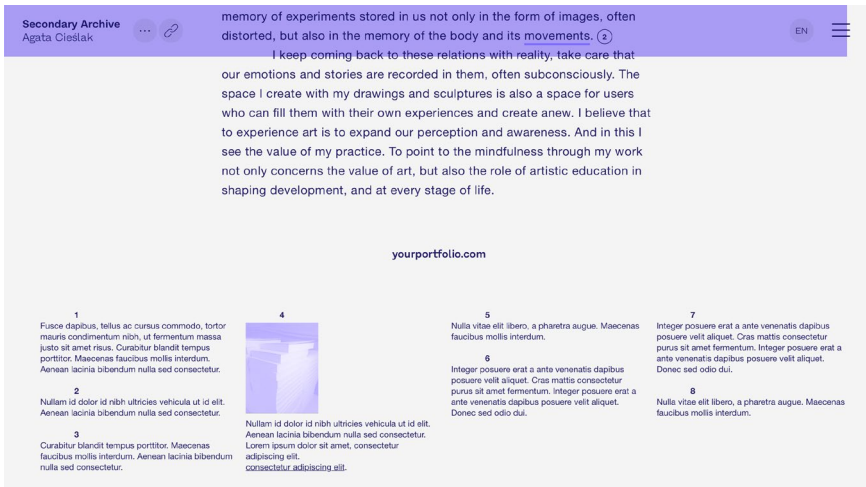 Secondary Archive
Agata Cieślak
...
EN
memory of experiments stored in us not only in the form of images, often
distorted, but also in the memory of the body and its movements. 2
I keep coming back to these relations with reality, take care that
our emotions and stories are recorded in them, often subconsciously. The
space I create with my drawings and sculptures is also a space for users
who can fill them with their own experiences and create anew. I believe that
to experience art is to expand our perception and awareness. And in this I
see the value of my practice. To point to the mindfulness through my work
not only concerns the value of art, but also the role of artistic education in
shaping development, and at every stage of life.
yourportfolio.com
1
Fusce dapibus, tellus ac cursus commodo, tortor
mauris condimentum nibh, ut fermentum massa
justo sit amet risus. Curabitur blandit tempus
porttitor. Maecenas faucibus mollis interdum.
Aenean lacinia bibendum nulla sed consectetur.
2
Nullam id dolor id nibh ultricies vehicula ut id elit.
Aenean lacinia bibendum nulla sed consectetur.
3
Curabitur blandit tempus porttitor. Maecenas
faucibus mollis interdum. Aenean lacinia bibendum
nulla sed consectetur.
4
Nullam id dolor id nibh ultricies vehicula ut id elit.
Aenean lacinia bibendum nulla sed consectetur.
Lorem ipsum dolor sit amet, consectetur
adipiscing elit.
consectetur adipiscing elit.
5
Nulla vitae elit libero, a pharetra augue. Maecenas
faucibus mollis interdum.
6
Integer posuere erat a ante venenatis dapibus
posuere velit aliquet. Cras mattis consectetur
purus sit amet fermentum. Integer posuere erat a
ante venenatis dapibus posuere velit aliquet.
Donec sed odio dui.
7
Integer posuere erat a ante venenatis dapibus
posuere velit aliquet. Cras mattis consectetur
purus sit amet fermentum. Integer posuere erat a
ante venenatis dapibus posuere velit aliquet.
Donec sed odio dui.
8
Nulla vitae elit libero, a pharetra augue. Maecenas
faucibus mollis interdum.